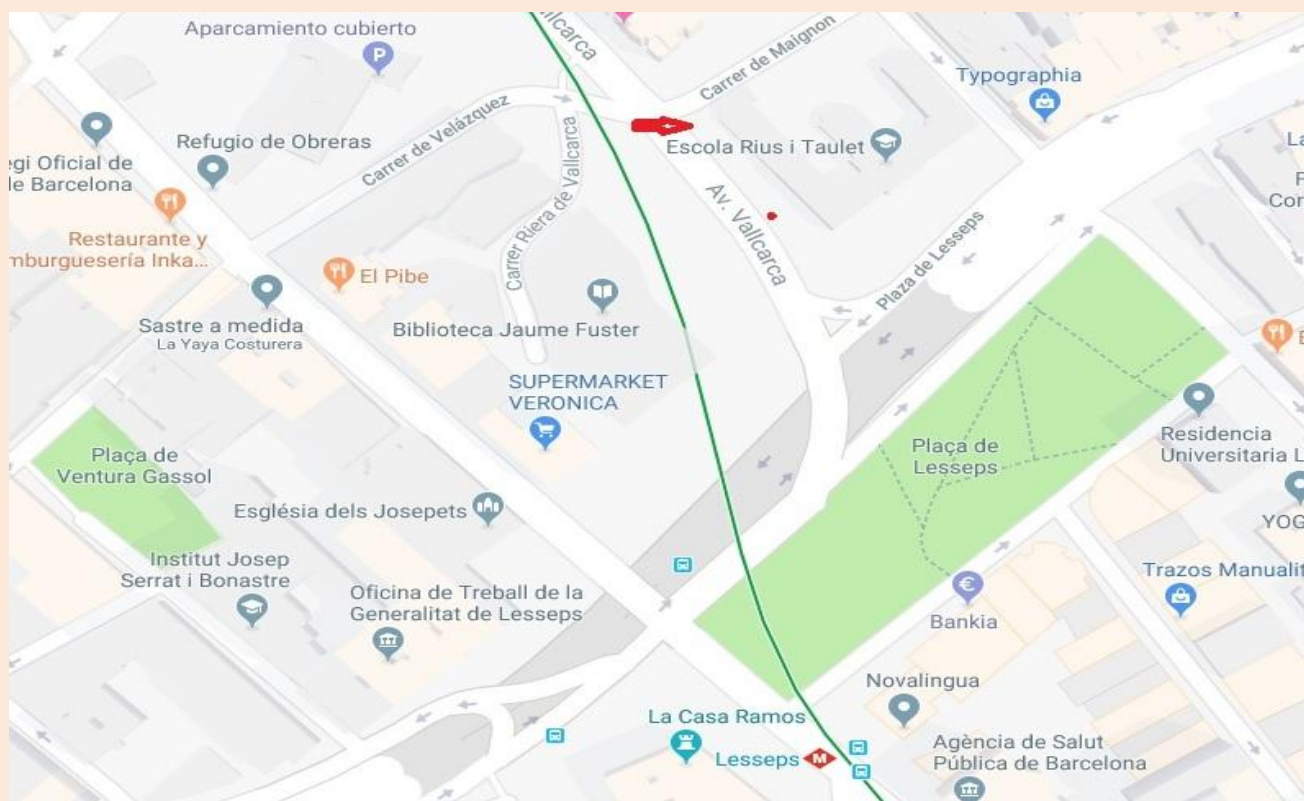 Aparcamiento cubierto
P
Vallcarca
Carrer de Maignon
Typographia
Carrer de Velázquez
Carrer Riera de Vallcarca
Refugio de Obreras
Escola Rius i Taulet
egi Oficial de
de Barcelona
Av. Vallcarca
Plaza de Lesseps
Restaurante y
mburguesería Inka...
El Pibe
Sastre a medida
La Yaya Costurera
Biblioteca Jaume Fuster
SUPERMARKET
VERONICA
Plaça de
Ventura Gassol
Plaça de
Lesseps
Residencia
Universitaria L
Església dels Josepets
YOG
Institut Josep
Serrat i Bonastre
Oficina de Treball de la
Generalitat de Lesseps
€
Bankia
Trazos Manualit
Novalingua
La Casa Ramos
Lesseps
M
Agència de Salut
Pública de Barcelona